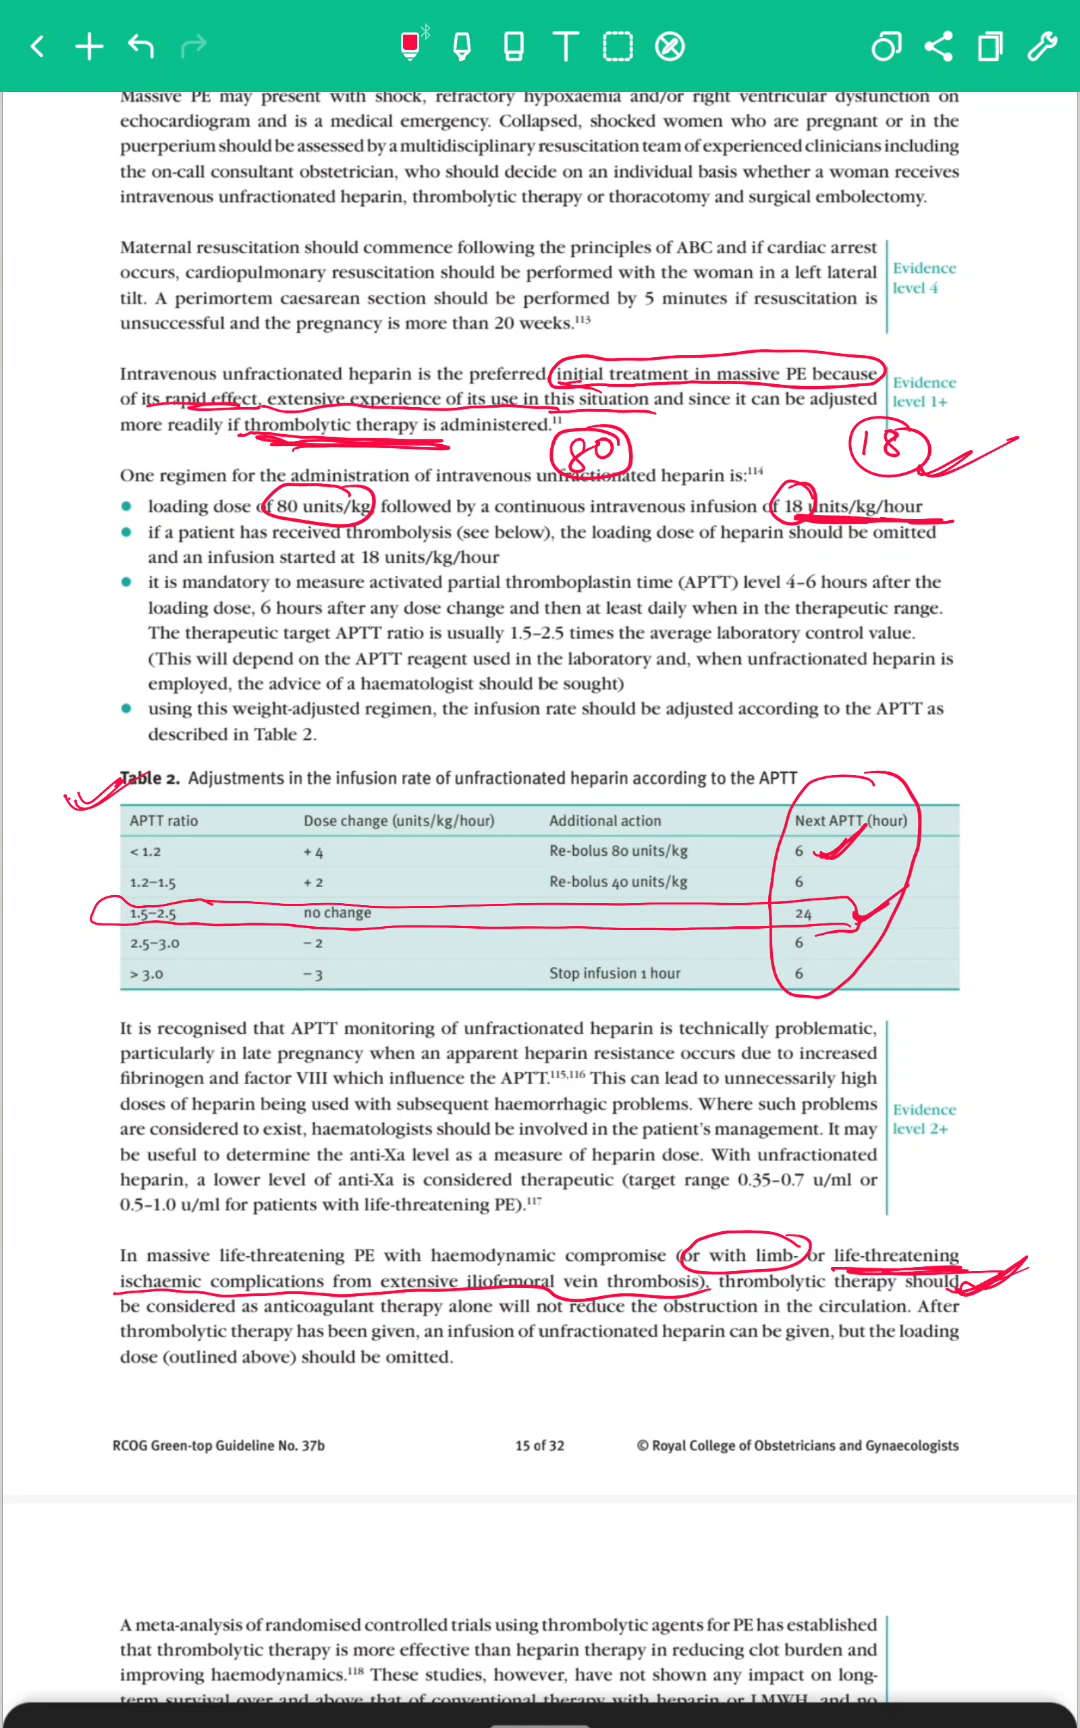 Massive PE may present with shock, refractory hypoxaemia and/or right ventricular dysfunction on
echocardiogram and is a medical emergency. Collapsed, shocked women who are pregnant or in the
puerperium should be assessed by a multidisciplinary resuscitation team of experienced clinicians including
the on-call consultant obstetrician, who should decide on an individual basis whether a woman receives
intravenous unfractionated heparin, thrombolytic therapy or thoracotomy and surgical embolectomy.
Maternal resuscitation should commence following the principles of ABC and if cardiac arrest
occurs, cardiopulmonary resuscitation should be performed with the woman in a left lateral
tilt. A perimortem caesarean section should be performed by 5 minutes if resuscitation is
unsuccessful and the pregnancy is more than 20 weeks.113
Evidence
level 4
Intravenous unfractionated heparin is the preferred initial treatment in massive PE because
of its rapid effect, extensive experience of its use in this situation and since it can be adjusted
more readily if thrombolytic therapy is administered.11
Evidence
level 1+
80
18
One regimen for the administration of intravenous unfractionated heparin is:114
• loading dose of 80 units/kg, followed by a continuous intravenous infusion of 18 units/kg/hour
• if a patient has received thrombolysis (see below), the loading dose of heparin should be omitted
and an infusion started at 18 units/kg/hour
• it is mandatory to measure activated partial thromboplastin time (APTT) level 4–6 hours after the
loading dose, 6 hours after any dose change and then at least daily when in the therapeutic range.
The therapeutic target APTT ratio is usually 1.5–2.5 times the average laboratory control value.
(This will depend on the APTT reagent used in the laboratory and, when unfractionated heparin is
employed, the advice of a haematologist should be sought)
• using this weight-adjusted regimen, the infusion rate should be adjusted according to the APTT as
described in Table 2.
Table 2. Adjustments in the infusion rate of unfractionated heparin according to the APTT
APTT ratio Dose change (units/kg/hour) Additional action Next APTT (hour)
< 1.2 + 4 Re-bolus 80 units/kg 6
1.2–1.5 + 2 Re-bolus 40 units/kg 6
1.5–2.5 no change 24
2.5–3.0 – 2 6
> 3.0 – 3 Stop infusion 1 hour 6
It is recognised that APTT monitoring of unfractionated heparin is technically problematic,
particularly in late pregnancy when an apparent heparin resistance occurs due to increased
fibrinogen and factor VIII which influence the APTT.115,116 This can lead to unnecessarily high
doses of heparin being used with subsequent haemorrhagic problems. Where such problems
are considered to exist, haematologists should be involved in the patient's management. It may
be useful to determine the anti-Xa level as a measure of heparin dose. With unfractionated
heparin, a lower level of anti-Xa is considered therapeutic (target range 0.35–0.7 u/ml or
0.5–1.0 u/ml for patients with life-threatening PE).117
Evidence
level 2+
In massive life-threatening PE with haemodynamic compromise (or with limb- or life-threatening
ischaemic complications from extensive iliofemoral vein thrombosis), thrombolytic therapy should
be considered as anticoagulant therapy alone will not reduce the obstruction in the circulation. After
thrombolytic therapy has been given, an infusion of unfractionated heparin can be given, but the loading
dose (outlined above) should be omitted.
RCOG Green-top Guideline No. 37b 15 of 32 © Royal College of Obstetricians and Gynaecologists
A meta-analysis of randomised controlled trials using thrombolytic agents for PE has established
that thrombolytic therapy is more effective than heparin therapy in reducing clot burden and
improving haemodynamics.118 These studies, however, have not shown any impact on long-
term survival over and above that of conventional therapy with heparin or LMWH, and no